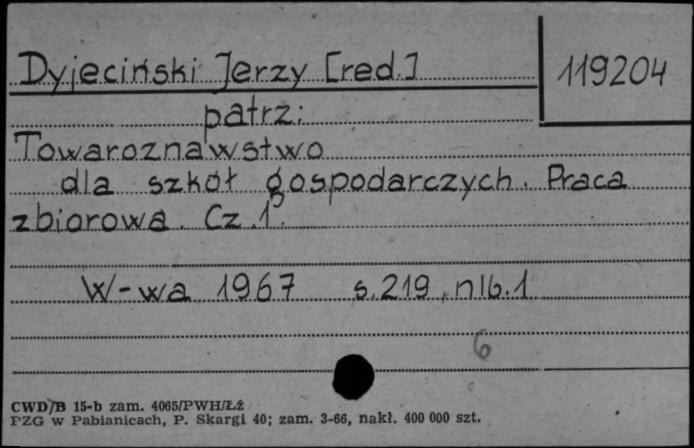 Dyjeciński Jerzy [red.]
119204
patrz:
Towaroznawstwo
dla szkół gospodarczych. Praca
zbiorowa. Cz.1.
W-wa 1967 s.219, nlb.1
6
CWD/B 15-b zam. 4065/PWH/ŁŹ
PZG w Pabianicach, P. Skargi 40; zam. 3-66, nakł. 400 000 szt.